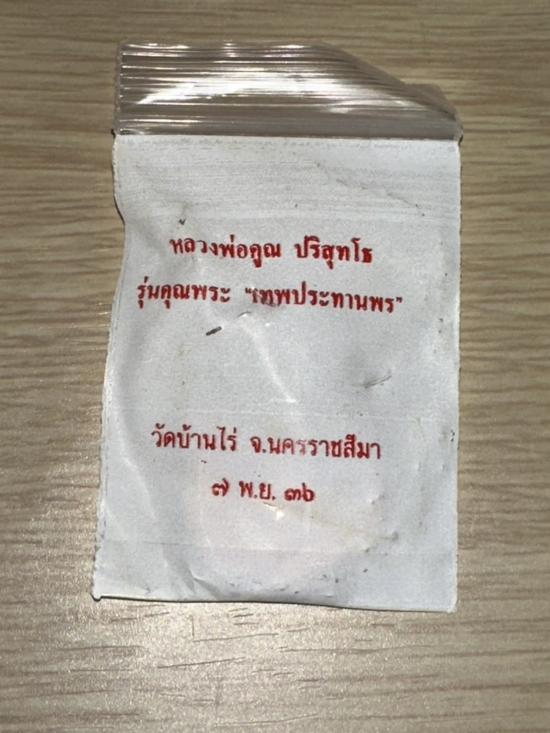 หลวงพ่อคูณ ปริสุทโธ
รุ่นคุณพระ "เทพประทานพร"
วัดบ้านไร่ จ.นครราชสีมา
๗ พ.ย. ๓๖